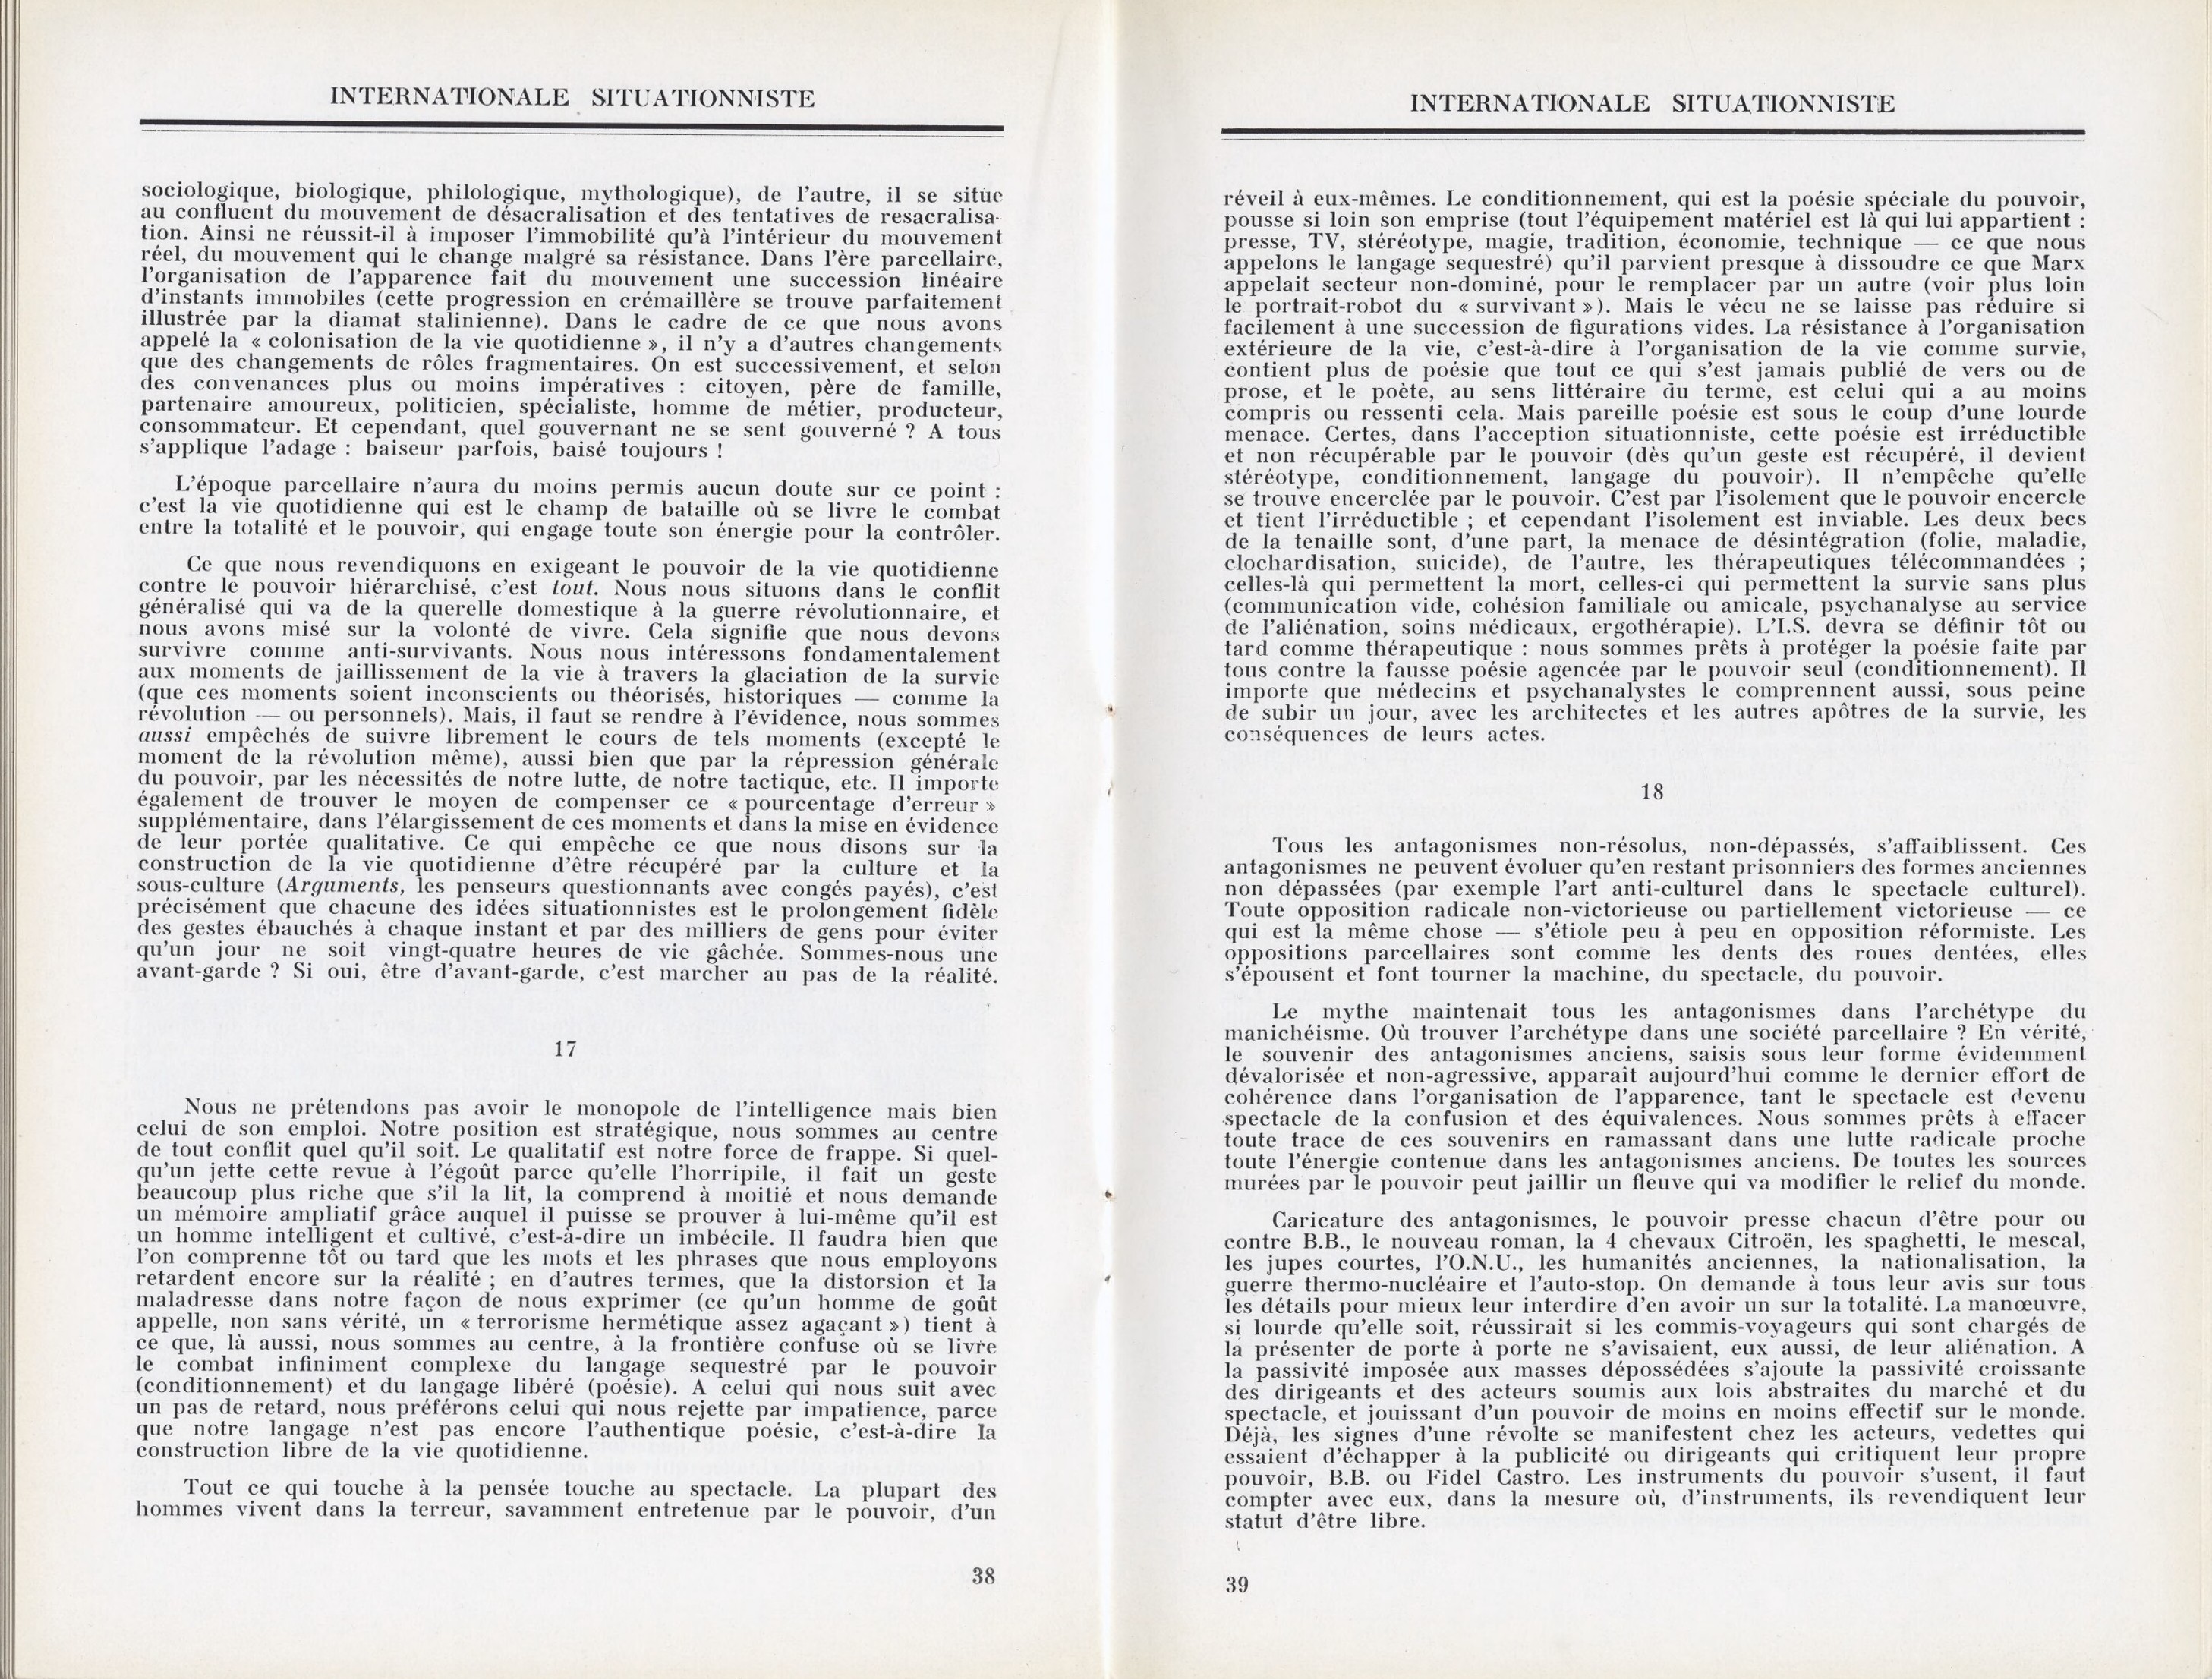 INTERNATIONALE SITUATIONNISTE
sociologique, biologique, philologique, mythologique), de l'autre, il se situe
au confluent du mouvement de désacralisation et des tentatives de resacralisa-
tion. Ainsi ne réussit-il à imposer l'immobilité qu'à l'intérieur du mouvement
réel, du mouvement qui le change malgré sa résistance. Dans l'ère parcellaire,
l'organisation de l'apparence fait du mouvement une succession linéaire
d'instants immobiles (cette progression en crémaillère se trouve parfaitement
illustrée par la diamat stalinienne). Dans le cadre de ce que nous avons
appelé la « colonisation de la vie quotidienne », il n'y a d'autres changements
que des changements de rôles fragmentaires. On est successivement, et selon
des convenances plus ou moins impératives : citoyen, père de famille,
partenaire amoureux, politicien, spécialiste, homme de métier, producteur,
consommateur. Et cependant, quel gouvernant ne se sent gouverné ? A tous
s'applique l'adage : baiseur parfois, baisé toujours !
L'époque parcellaire n'aura du moins permis aucun doute sur ce point :
c'est la vie quotidienne qui est le champ de bataille où se livre le combat
entre la totalité et le pouvoir, qui engage toute son énergie pour la contrôler.
Ce que nous revendiquons en exigeant le pouvoir de la vie quotidienne
contre le pouvoir hiérarchisé, c'est tout. Nous nous situons dans le conflit
généralisé qui va de la querelle domestique à la guerre révolutionnaire, et
nous avons misé sur la volonté de vivre. Cela signifie que nous devons
survivre comme anti-survivants. Nous nous intéressons fondamentalement
aux moments de jaillissement de la vie à travers la glaciation de la survie
(que ces moments soient inconscients ou théorisés, historiques — comme la
révolution — ou personnels). Mais, il faut se rendre à l'évidence, nous sommes
aussi empêchés de suivre librement le cours de tels moments (excepté le
moment de la révolution même), aussi bien que par la répression générale
du pouvoir, par les nécessités de notre lutte, de notre tactique, etc. Il importe
également de trouver le moyen de compenser ce « pourcentage d'erreur »
supplémentaire, dans l'élargissement de ces moments et dans la mise en évidence
de leur portée qualitative. Ce qui empêche ce que nous disons sur la
construction de la vie quotidienne d'être récupéré par la culture et la
sous-culture (Arguments, les penseurs questionnants avec congés payés), c'est
précisément que chacune des idées situationnistes est le prolongement fidèle
des gestes ébauchés à chaque instant et par des milliers de gens pour éviter
qu'un jour ne soit vingt-quatre heures de vie gâchée. Sommes-nous une
avant-garde ? Si oui, être d'avant-garde, c'est marcher au pas de la réalité.
17
Nous ne prétendons pas avoir le monopole de l'intelligence mais bien
celui de son emploi. Notre position est stratégique, nous sommes au centre
de tout conflit quel qu'il soit. Le qualitatif est notre force de frappe. Si quel-
qu'un jette cette revue à l'égoût parce qu'elle l'horripile, il fait un geste
beaucoup plus riche que s'il la lit, la comprend à moitié et nous demande
un mémoire ampliatif grâce auquel il puisse se prouver à lui-même qu'il est
un homme intelligent et cultivé, c'est-à-dire un imbécile. Il faudra bien que
l'on comprenne tôt ou tard que les mots et les phrases que nous employons
retardent encore sur la réalité ; en d'autres termes, que la distorsion et la
maladresse dans notre façon de nous exprimer (ce qu'un homme de goût
appelle, non sans vérité, un « terrorisme hermétique assez agaçant ») tient à
ce que, là aussi, nous sommes au centre, à la frontière confuse où se livre
le combat infiniment complexe du langage sequestré par le pouvoir
(conditionnement) et du langage libéré (poésie). A celui qui nous suit avec
un pas de retard, nous préférons celui qui nous rejette par impatience, parce
que notre langage n'est pas encore l'authentique poésie, c'est-à-dire la
construction libre de la vie quotidienne.
Tout ce qui touche à la pensée touche au spectacle. La plupart des
hommes vivent dans la terreur, savamment entretenue par le pouvoir, d'un
38
INTERNATIONALE SITUATIONNISTE
réveil à eux-mêmes. Le conditionnement, qui est la poésie spéciale du pouvoir,
pousse si loin son emprise (tout l'équipement matériel est là qui lui appartient :
presse, TV, stéréotype, magie, tradition, économie, technique — ce que nous
appelons le langage sequestré) qu'il parvient presque à dissoudre ce que Marx
appelait secteur non-dominé, pour le remplacer par un autre (voir plus loin
le portrait-robot du « survivant »). Mais le vécu ne se laisse pas réduire si
facilement à une succession de figurations vides. La résistance à l'organisation
extérieure de la vie, c'est-à-dire à l'organisation de la vie comme survie,
contient plus de poésie que tout ce qui s'est jamais publié de vers ou de
prose, et le poète, au sens littéraire du terme, est celui qui a au moins
compris ou ressenti cela. Mais pareille poésie est sous le coup d'une lourde
menace. Certes, dans l'acception situationniste, cette poésie est irréductible
et non récupérable par le pouvoir (dès qu'un geste est récupéré, il devient
stéréotype, conditionnement, langage du pouvoir). Il n'empêche qu'elle
se trouve encerclée par le pouvoir. C'est par l'isolement que le pouvoir encercle
et tient l'irréductible ; et cependant l'isolement est inviable. Les deux becs
de la tenaille sont, d'une part, la menace de désintégration (folie, maladie,
clochardisation, suicide), de l'autre, les thérapeutiques télécommandées ;
celles-là qui permettent la mort, celles-ci qui permettent la survie sans plus
(communication vide, cohésion familiale ou amicale, psychanalyse au service
de l'aliénation, soins médicaux, ergothérapie). L'I.S. devra se définir tôt ou
tard comme thérapeutique : nous sommes prêts à protéger la poésie faite par
tous contre la fausse poésie agencée par le pouvoir seul (conditionnement). Il
importe que médecins et psychanalystes le comprennent aussi, sous peine
de subir un jour, avec les architectes et les autres apôtres de la survie, les
conséquences de leurs actes.
18
Tous les antagonismes non-résolus, non-dépassés, s'affaiblissent. Ces
antagonismes ne peuvent évoluer qu'en restant prisonniers des formes anciennes
non dépassées (par exemple l'art anti-culturel dans le spectacle culturel).
Toute opposition radicale non-victorieuse ou partiellement victorieuse — ce
qui est la même chose — s'étiole peu à peu en opposition réformiste. Les
oppositions parcellaires sont comme les dents des roues dentées, elles
s'épousent et font tourner la machine, du spectacle, du pouvoir.
Le mythe maintenait tous les antagonismes dans l'archétype du
manichéisme. Où trouver l'archétype dans une société parcellaire ? En vérité,
le souvenir des antagonismes anciens, saisis sous leur forme évidemment
dévalorisée et non-agressive, apparait aujourd'hui comme le dernier effort de
cohérence dans l'organisation de l'apparence, tant le spectacle est devenu
spectacle de la confusion et des équivalences. Nous sommes prêts à effacer
toute trace de ces souvenirs en ramassant dans une lutte radicale proche
toute l'énergie contenue dans les antagonismes anciens. De toutes les sources
murées par le pouvoir peut jaillir un fleuve qui va modifier le relief du monde.
Caricature des antagonismes, le pouvoir presse chacun d'être pour ou
contre B.B., le nouveau roman, la 4 chevaux Citroën, les spaghetti, le mescal,
les jupes courtes, l'O.N.U., les humanités anciennes, la nationalisation, la
guerre thermo-nucléaire et l'auto-stop. On demande à tous leur avis sur tous
les détails pour mieux leur interdire d'en avoir un sur la totalité. La manœuvre,
si lourde qu'elle soit, réussirait si les commis-voyageurs qui sont chargés de
la présenter de porte à porte ne s'avisaient, eux aussi, de leur aliénation. A
la passivité imposée aux masses dépossédées s'ajoute la passivité croissante
des dirigeants et des acteurs soumis aux lois abstraites du marché et du
spectacle, et jouissant d'un pouvoir de moins en moins effectif sur le monde.
Déjà, les signes d'une révolte se manifestent chez les acteurs, vedettes qui
essaient d'échapper à la publicité ou dirigeants qui critiquent leur propre
pouvoir, B.B. ou Fidel Castro. Les instruments du pouvoir s'usent, il faut
compter avec eux, dans la mesure où, d'instruments, ils revendiquent leur
statut d'être libre.
39